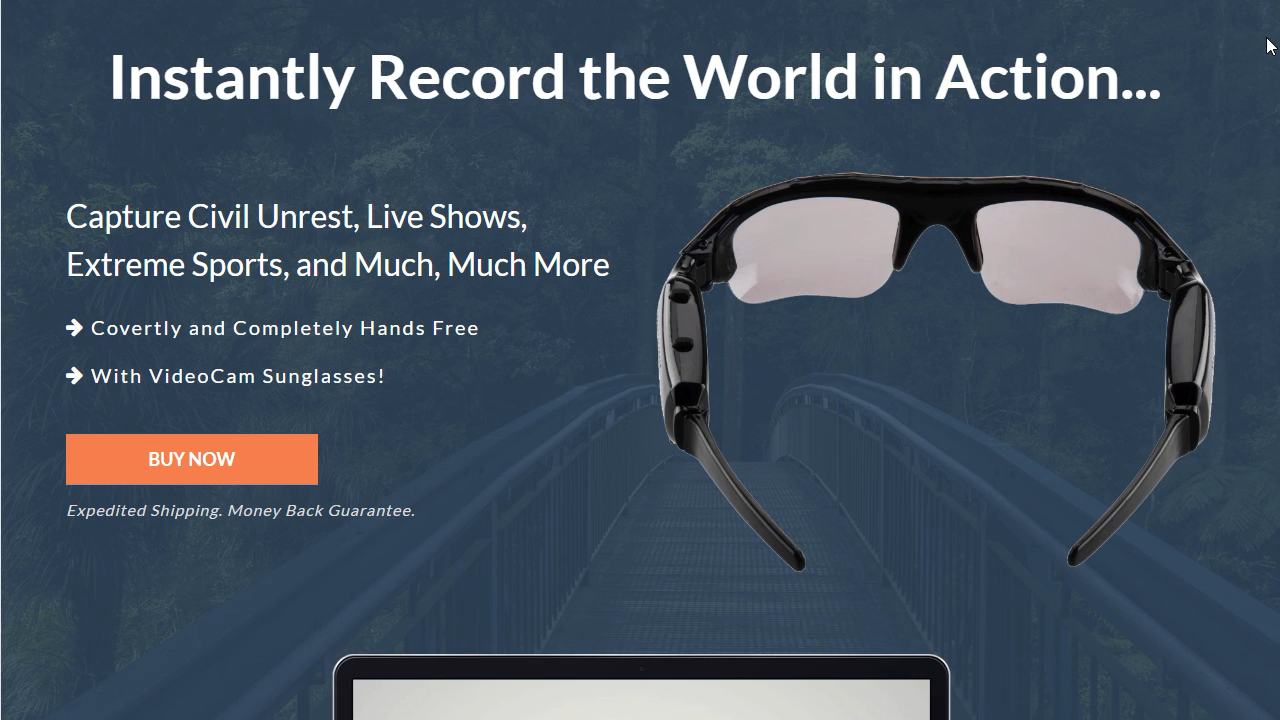 Instantly Record the World in Action...
Capture Civil Unrest, Live Shows,
Extreme Sports, and Much, Much More
Covertly and Completely Hands Free
With VideoCam Sunglasses!
BUY NOW
Expedited Shipping. Money Back Guarantee.